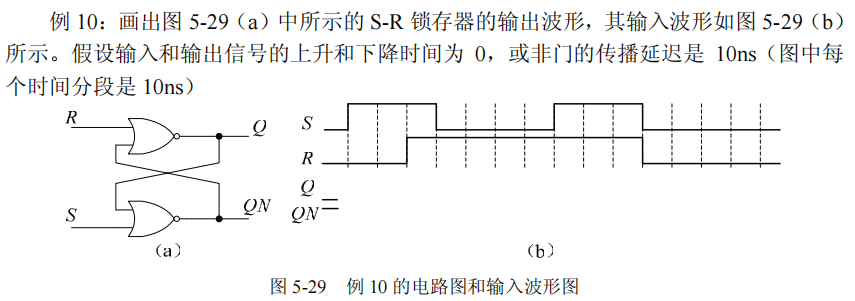 例 10：画出图 5-29（a）中所示的 S-R 锁存器的输出波形，其输入波形如图 5-29（b）
所示。假设输入和输出信号的上升和下降时间为 0，或非门的传播延迟是 10ns（图中每
个时间分段是 10ns）
R
Q
S
QN
（a）
S
R
Q
QN
（b）
图 5-29 例 10 的电路图和输入波形图